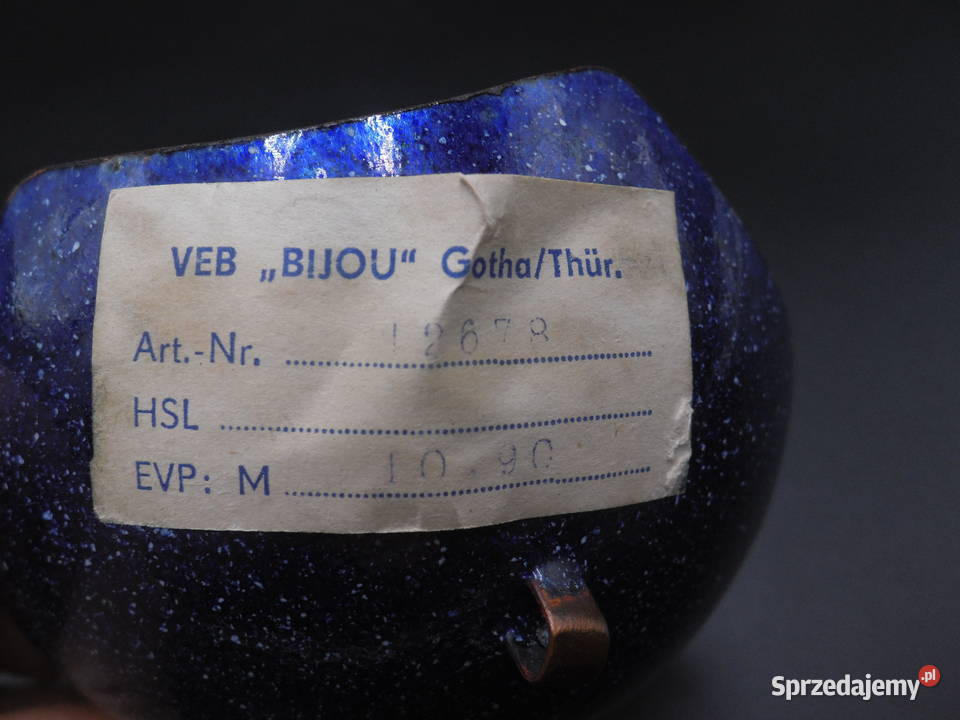 VEB „BIJOU“ Gotha/Thür.
Art.-Nr. 12678
HSL
EVP: M 10.90
Sprzedajemy.pl